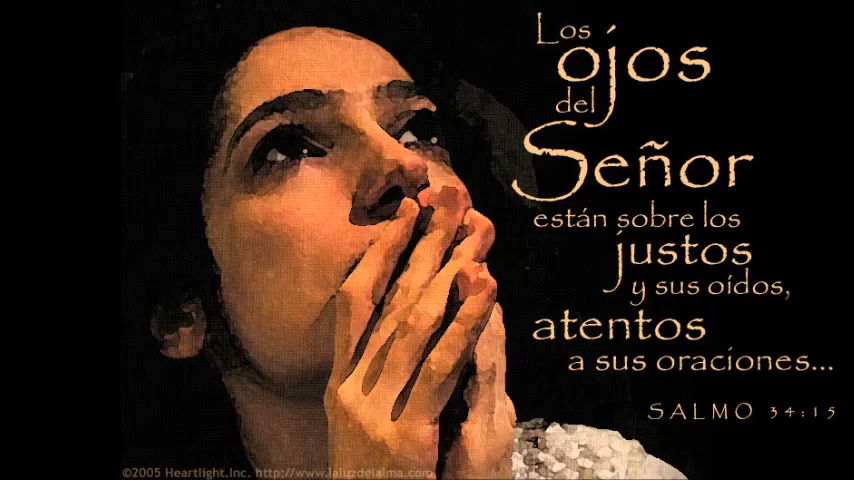 Los
ojos
del
Señor
están sobre los
justos
y sus oídos,
atentos
a sus oraciones...
SALMO 34:15
©2005 Heartlight.Inc. http://www.laluzdelalma.com